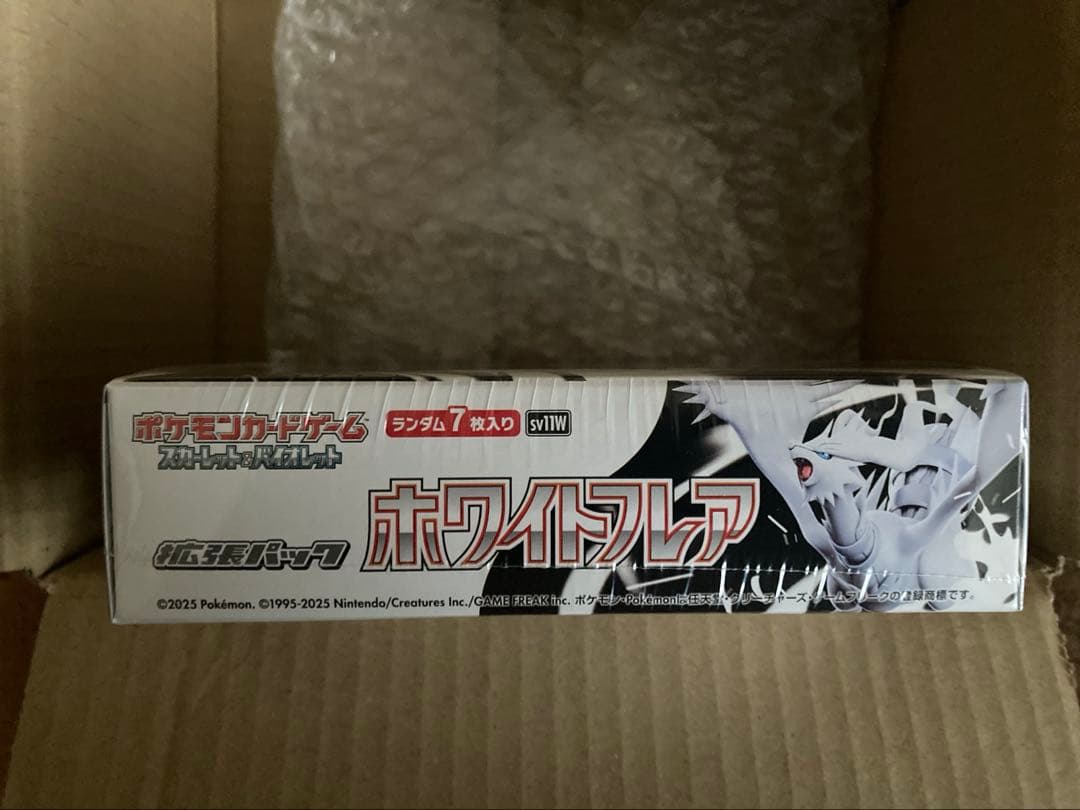 ポケモンカードゲーム
スカーレット&バイオレット
ランダム7枚入り
sv11W
拡張パック
ホワイトフレア
©2025 Pokémon. ©1995-2025 Nintendo/Creatures Inc./GAME FREAK inc. ポケモン・Pokémonは任天堂・クリーチャーズ・ゲームフリークの登録商標です。